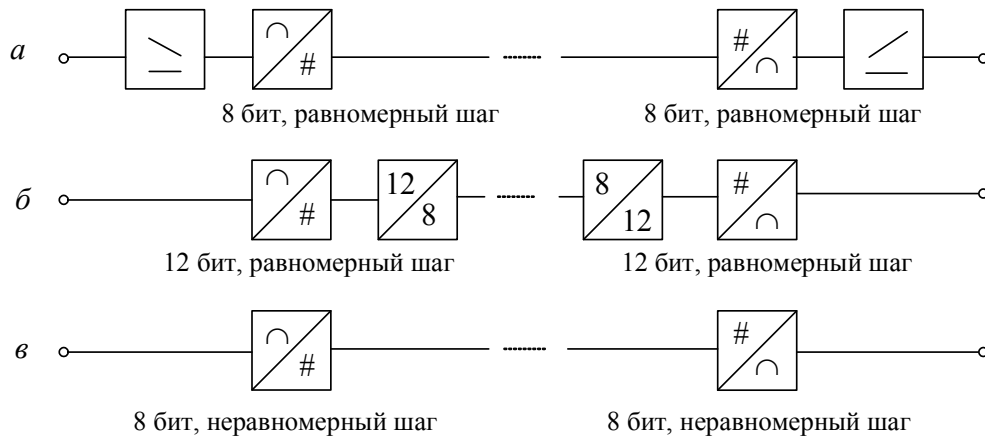 а # #
8 бит, равномерный шаг 8 бит, равномерный шаг
б # 12 8 8 12 #
12 бит, равномерный шаг 12 бит, равномерный шаг
в # #
8 бит, неравномерный шаг 8 бит, неравномерный шаг